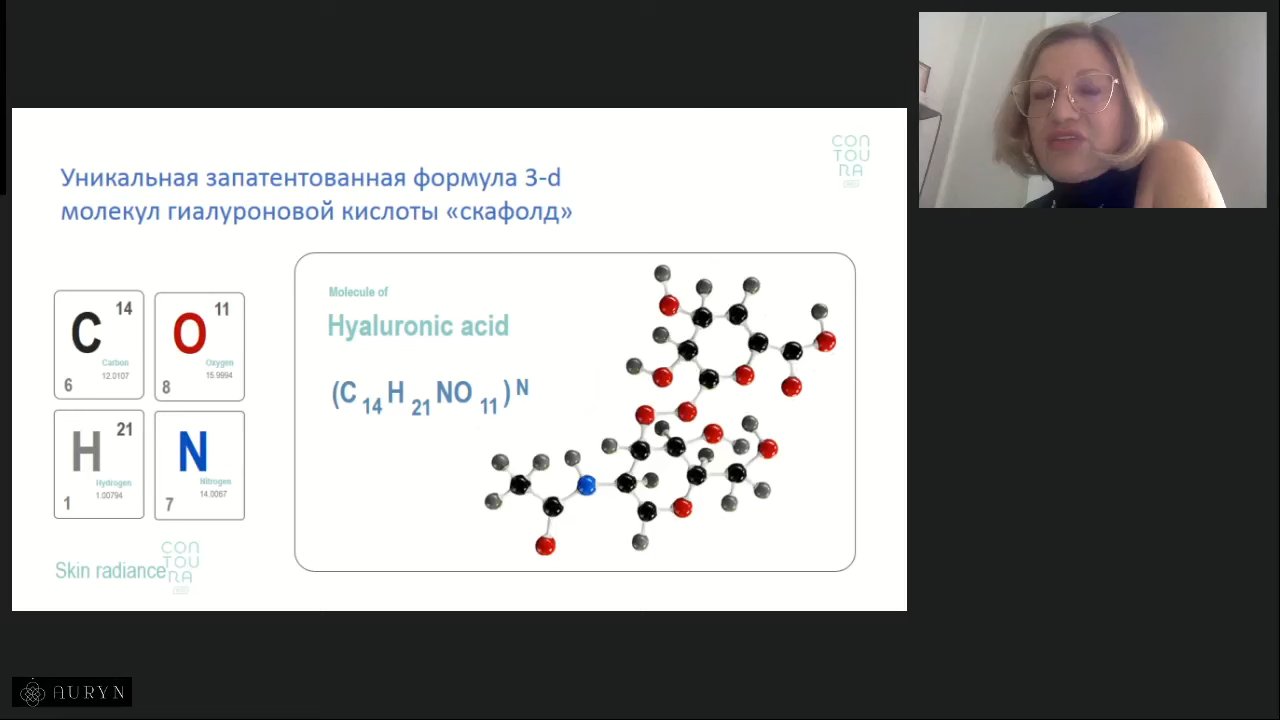 CON
TOU
RA
Уникальная запатентованная формула 3-d
молекул гиалуроновой кислоты «скафолд»
14
C
Carbon
12.0107
6
11
O
Oxygen
15.9994
8
21
H
Hydrogen
1.00794
1
N
Nitrogen
14.0067
7
Molecule of
Hyaluronic acid
(C 14 H 21 NO 11 ) N
Skin radiance
CON
TOU
RA
AURYN